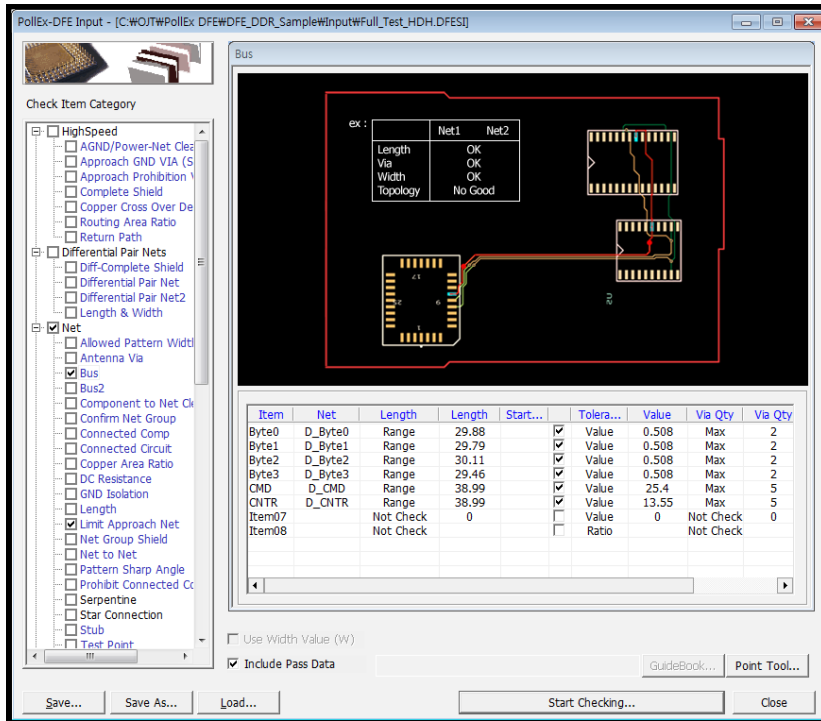 PollEx-DFE Input - [C:₩OJT₩PollEx DFE₩DFE_DDR_Sample₩Input₩Full_Test_HDH.DFESI]
Check Item Category
HighSpeed
AGND/Power-Net Clea
Approach GND VIA (S
Approach Prohibition V
Complete Shield
Copper Cross Over De
Routing Area Ratio
Return Path
Differential Pair Nets
Diff-Complete Shield
Differential Pair Net
Differential Pair Net2
Length & Width
Net
Allowed Pattern Widtl
Antenna Via
Bus
Bus2
Component to Net Cle
Confirm Net Group
Connected Comp
Connected Circuit
Copper Area Ratio
DC Resistance
GND Isolation
Length
Limit Approach Net
Net Group Shield
Net to Net
Pattern Sharp Angle
Prohibit Connected Cc
Serpentine
Star Connection
Stub
Test Point
Bus
ex : Net1 Net2
Length OK
Via OK
Width OK
Topology No Good
17
9
1
U5
Item Net Length Length Start... Tolera... Value Via Qty Via Qty
Byte0 D_Byte0 Range 29.88 Value 0.508 Max 2
Byte1 D_Byte1 Range 29.79 Value 0.508 Max 2
Byte2 D_Byte2 Range 30.11 Value 0.508 Max 2
Byte3 D_Byte3 Range 29.46 Value 0.508 Max 2
CMD D_CMD Range 38.99 Value 25.4 Max 5
CNTR D_CNTR Range 38.99 Value 13.55 Max 5
Item07 Not Check 0 Value 0 Not Check 0
Item08 Not Check Ratio Not Check
Use Width Value (W)
Include Pass Data GuideBook... Point Tool...
Save... Save As... Load... Start Checking... Close